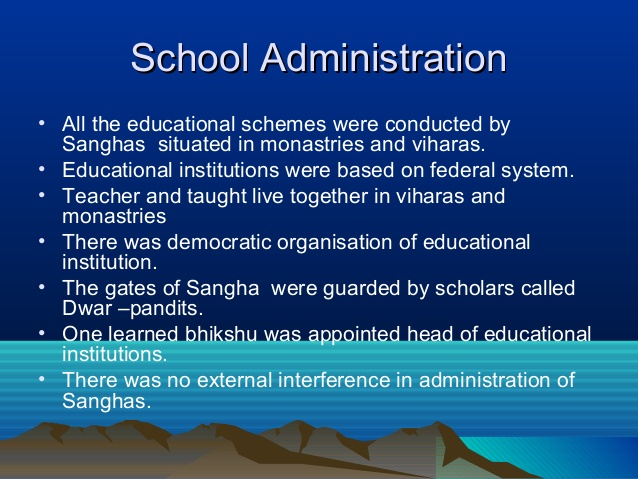 School Administration
• All the educational schemes were conducted by
Sanghas  situated in monastries and viharas.
• Educational institutions were based on federal system.
• Teacher and taught live together in viharas and
monastries
• There was democratic organisation of educational
institution.
• The gates of Sangha  were guarded by scholars called
Dwar –pandits.
• One learned bhikshu was appointed head of educational
institutions.
• There was no external interference in administration of
Sanghas.